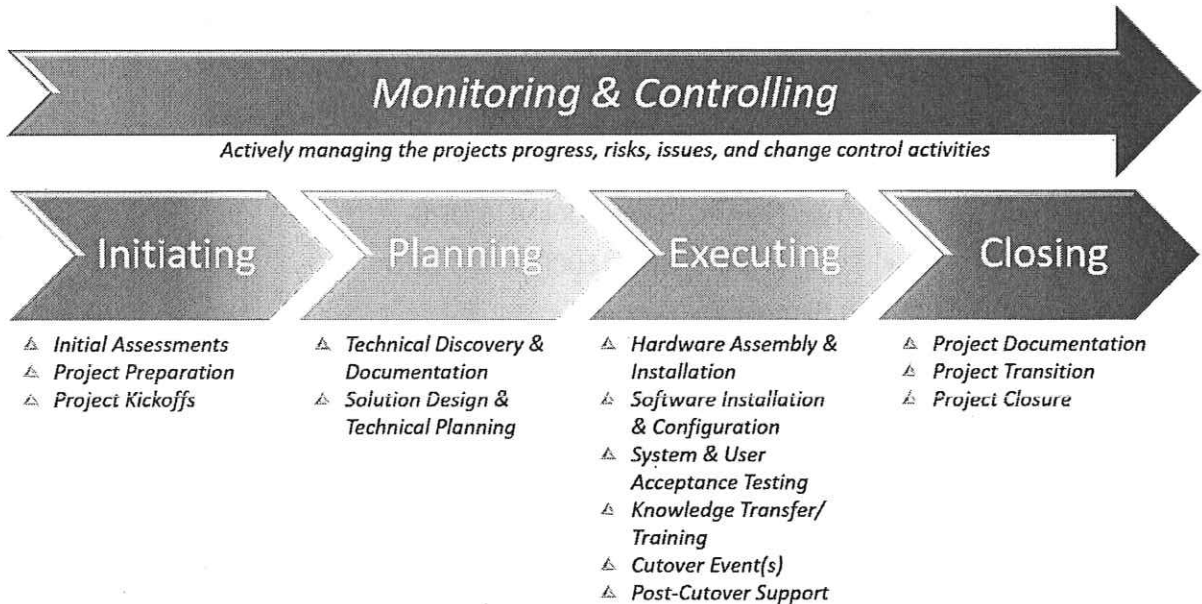 Monitoring & Controlling
Actively managing the projects progress, risks, issues, and change control activities
Initiating
Initial Assessments
Project Preparation
Project Kickoffs
Planning
Technical Discovery &
Documentation
Solution Design &
Technical Planning
Executing
Hardware Assembly &
Installation
Software Installation
& Configuration
System & User
Acceptance Testing
Knowledge Transfer/
Training
Cutover Event(s)
Post-Cutover Support
Closing
Project Documentation
Project Transition
Project Closure